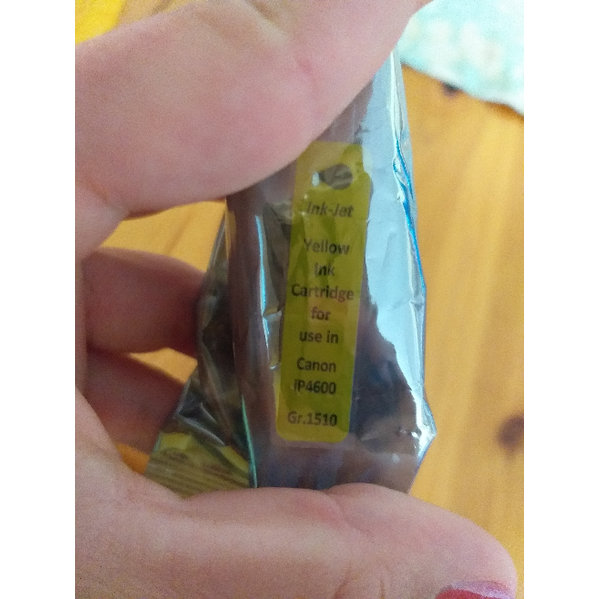 Ink-Jet
Yellow
Ink
Cartridge
for
use in
Canon
iP4600
Gr.1510